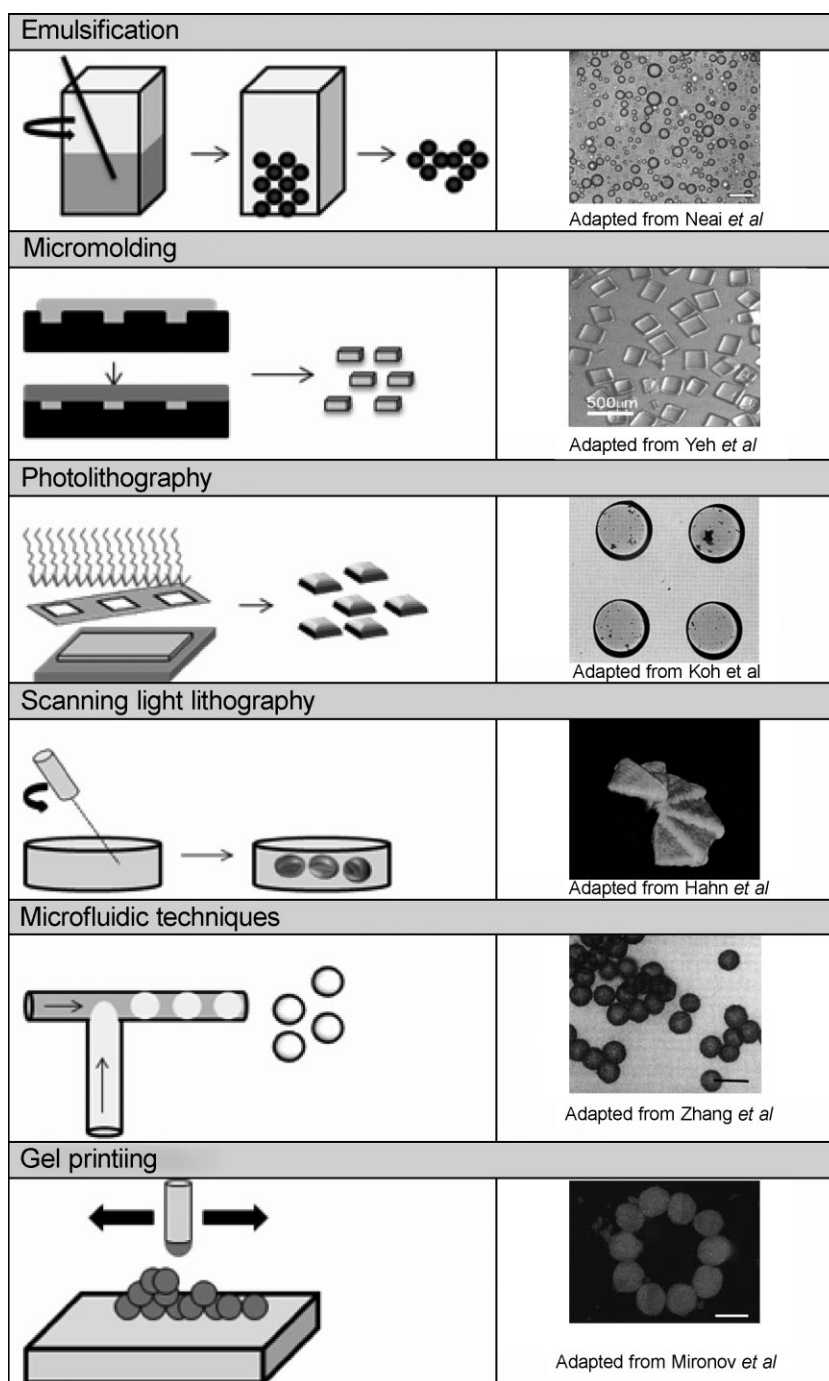 Emulsification
Adapted from Neai et al
Micromolding
500μm
Adapted from Yeh et al
Photolithography
Adapted from Koh et al
Scanning light lithography
Adapted from Hahn et al
Microfluidic techniques
Adapted from Zhang et al
Gel printiing
Adapted from Mironov et al